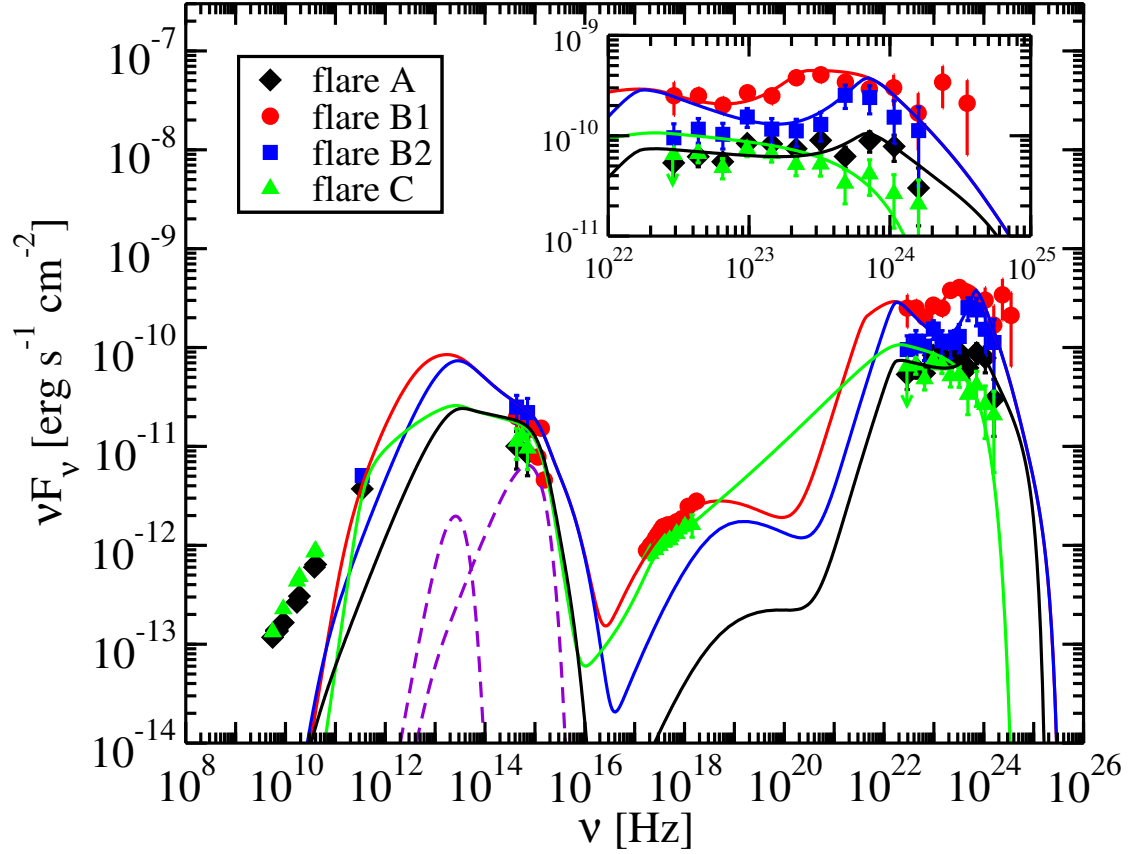 10^-7
10^-8
10^-9
10^-10
10^-11
10^-12
10^-13
10^-14
νF_ν [erg s^-1 cm^-2]
flare A
flare B1
flare B2
flare C
10^-9
10^-10
10^-11
10^22 10^23 10^24 10^25
10^8 10^10 10^12 10^14 10^16 10^18 10^20 10^22 10^24 10^26
ν [Hz]